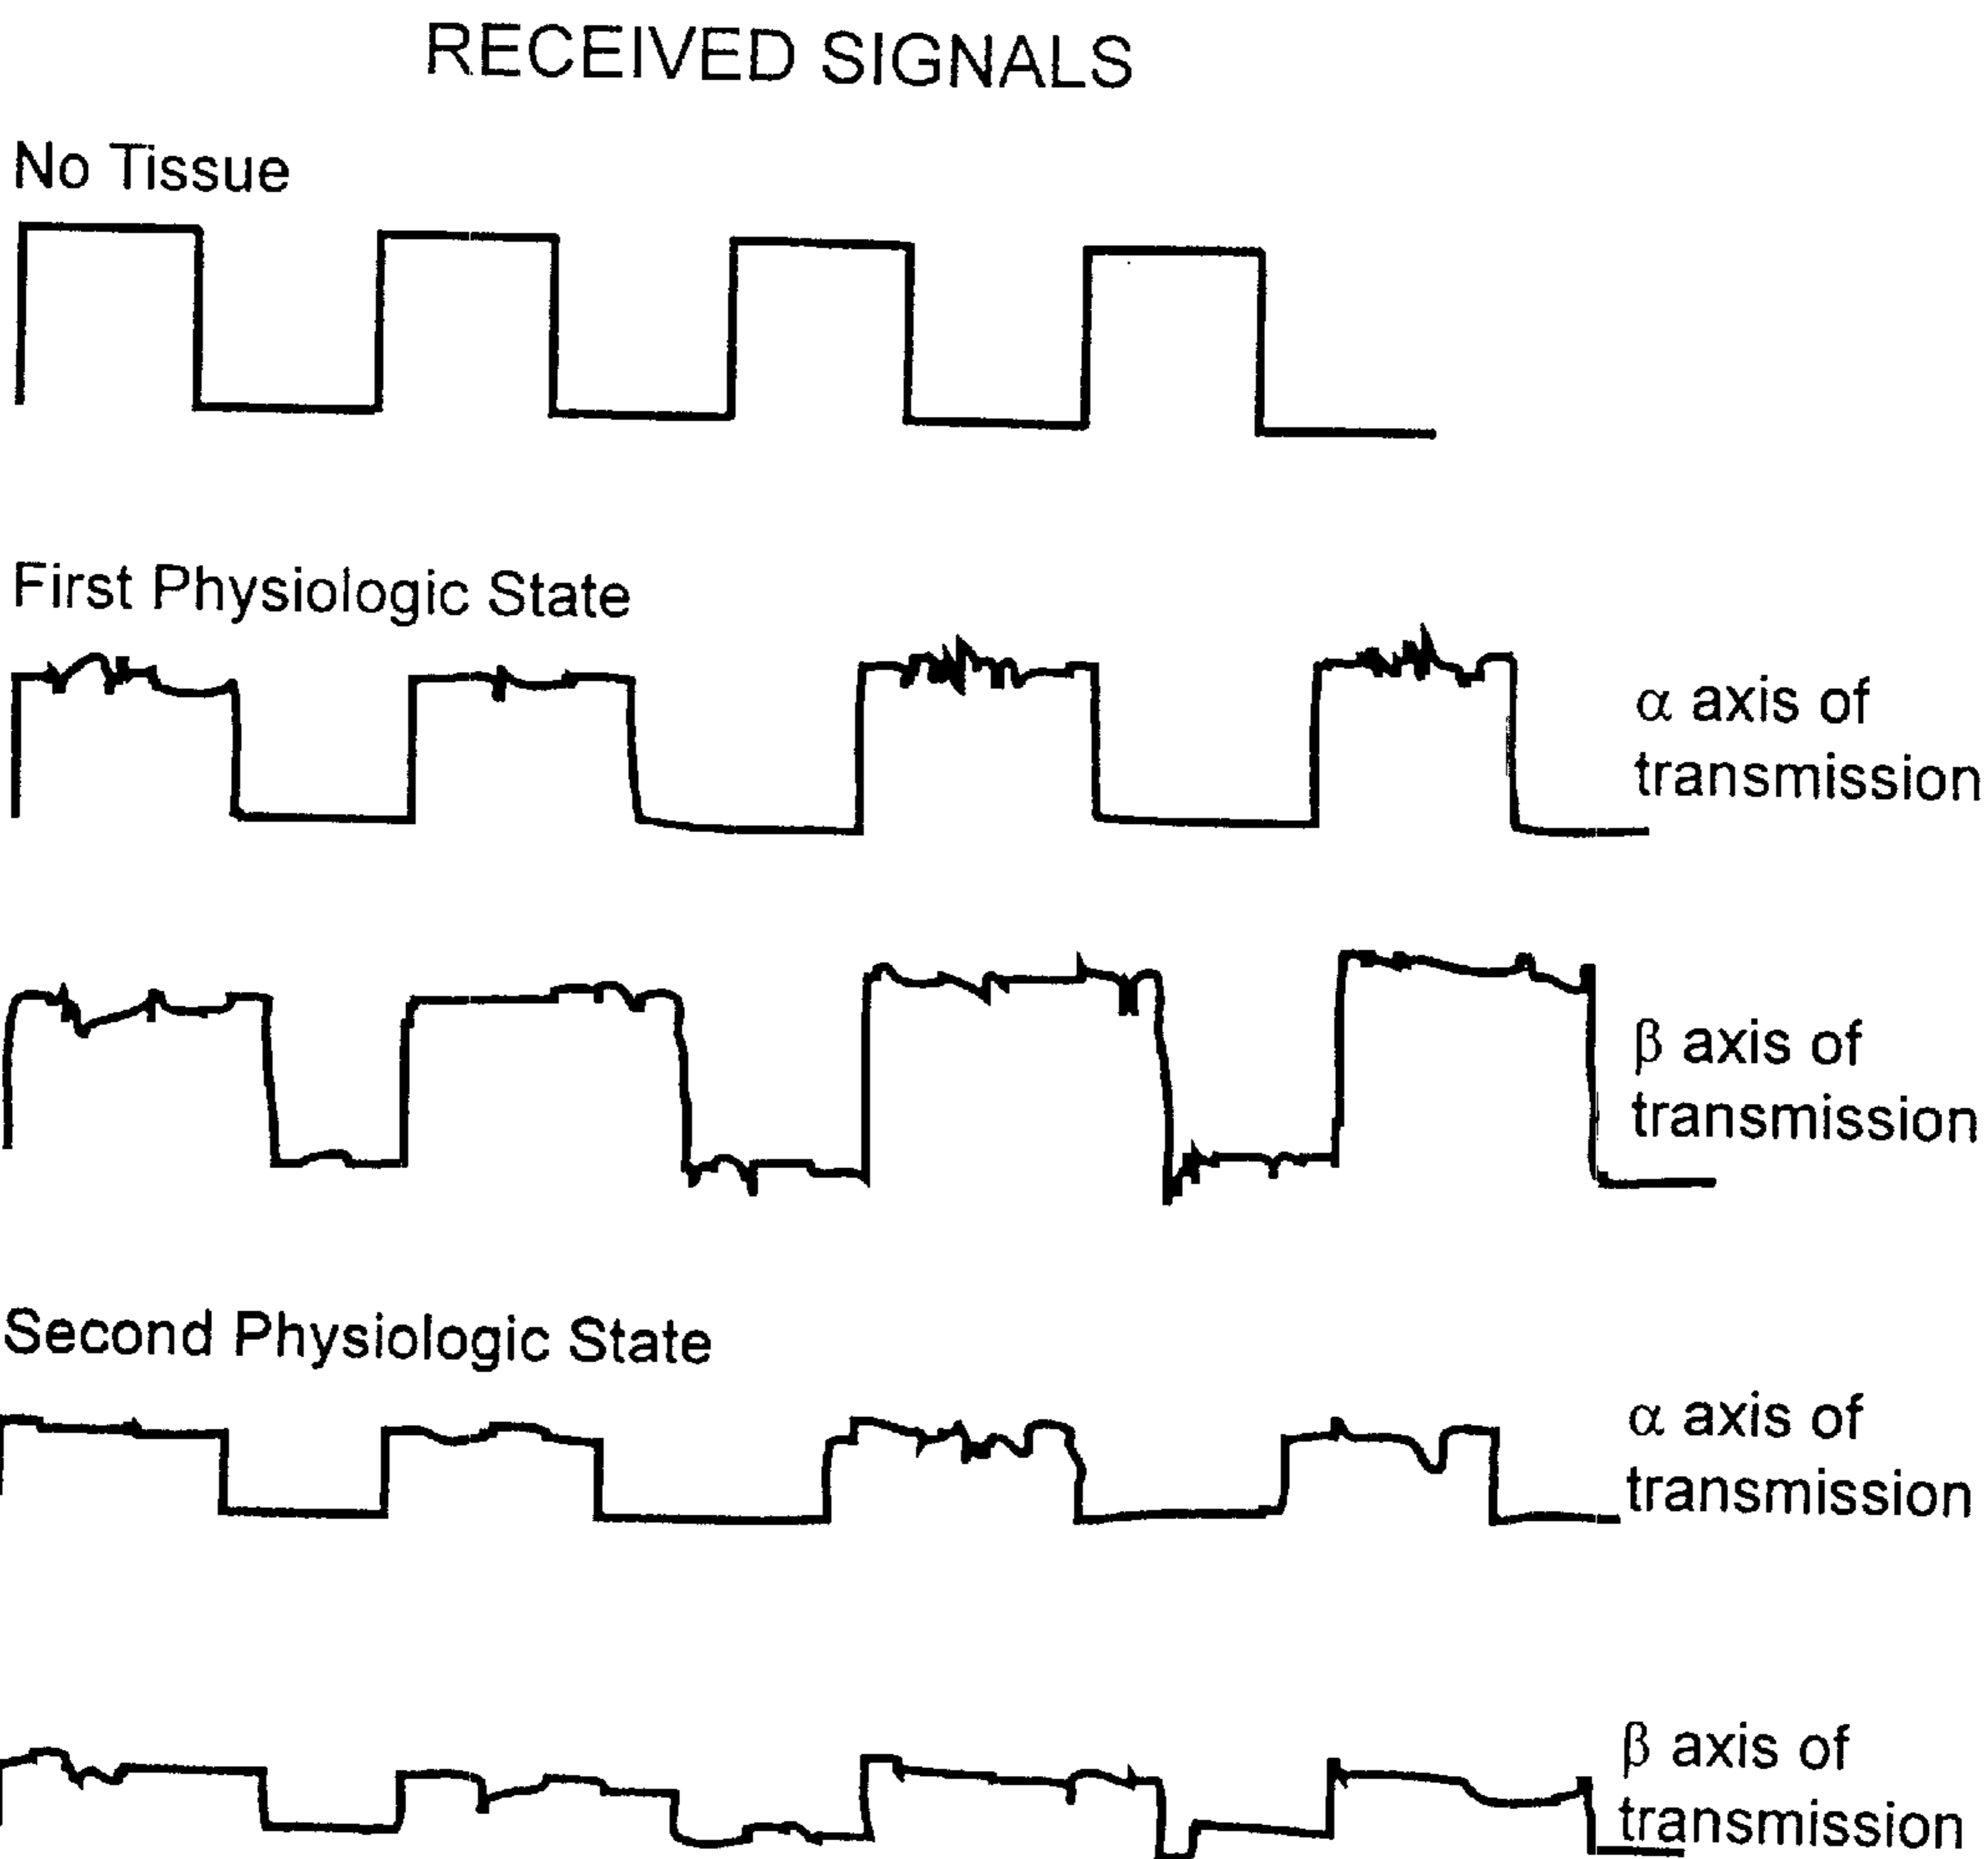 RECEIVED SIGNALS
No Tissue
First Physiologic State
α axis of
transmission
β axis of
transmission
Second Physiologic State
α axis of
transmission
β axis of
transmission